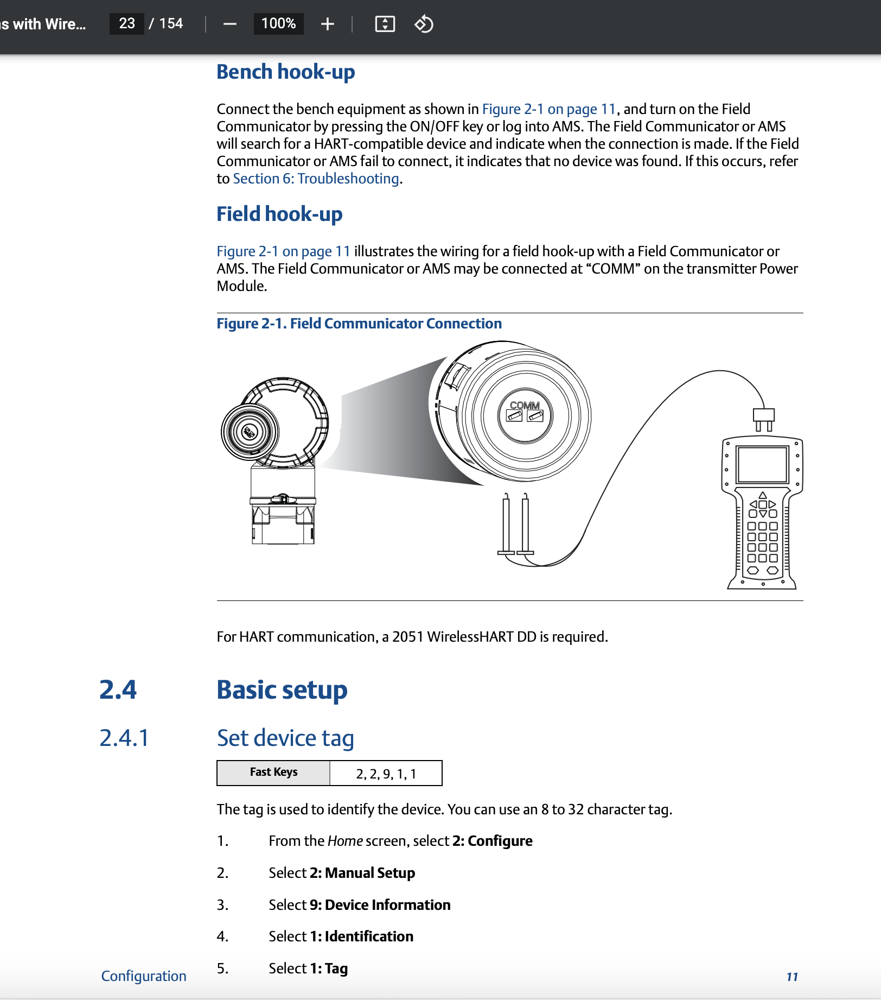 s with Wire...
23 / 154
100%
Bench hook-up
Connect the bench equipment as shown in Figure 2-1 on page 11, and turn on the Field
Communicator by pressing the ON/OFF key or log into AMS. The Field Communicator or AMS
will search for a HART-compatible device and indicate when the connection is made. If the Field
Communicator or AMS fail to connect, it indicates that no device was found. If this occurs, refer
to Section 6: Troubleshooting.
Field hook-up
Figure 2-1 on page 11 illustrates the wiring for a field hook-up with a Field Communicator or
AMS. The Field Communicator or AMS may be connected at “COMM” on the transmitter Power
Module.
Figure 2-1. Field Communicator Connection
COMM
For HART communication, a 2051 WirelessHART DD is required.
2.4 Basic setup
2.4.1 Set device tag
Fast Keys 2, 2, 9, 1, 1
The tag is used to identify the device. You can use an 8 to 32 character tag.
1. From the Home screen, select 2: Configure
2. Select 2: Manual Setup
3. Select 9: Device Information
4. Select 1: Identification
5. Select 1: Tag
Configuration 11